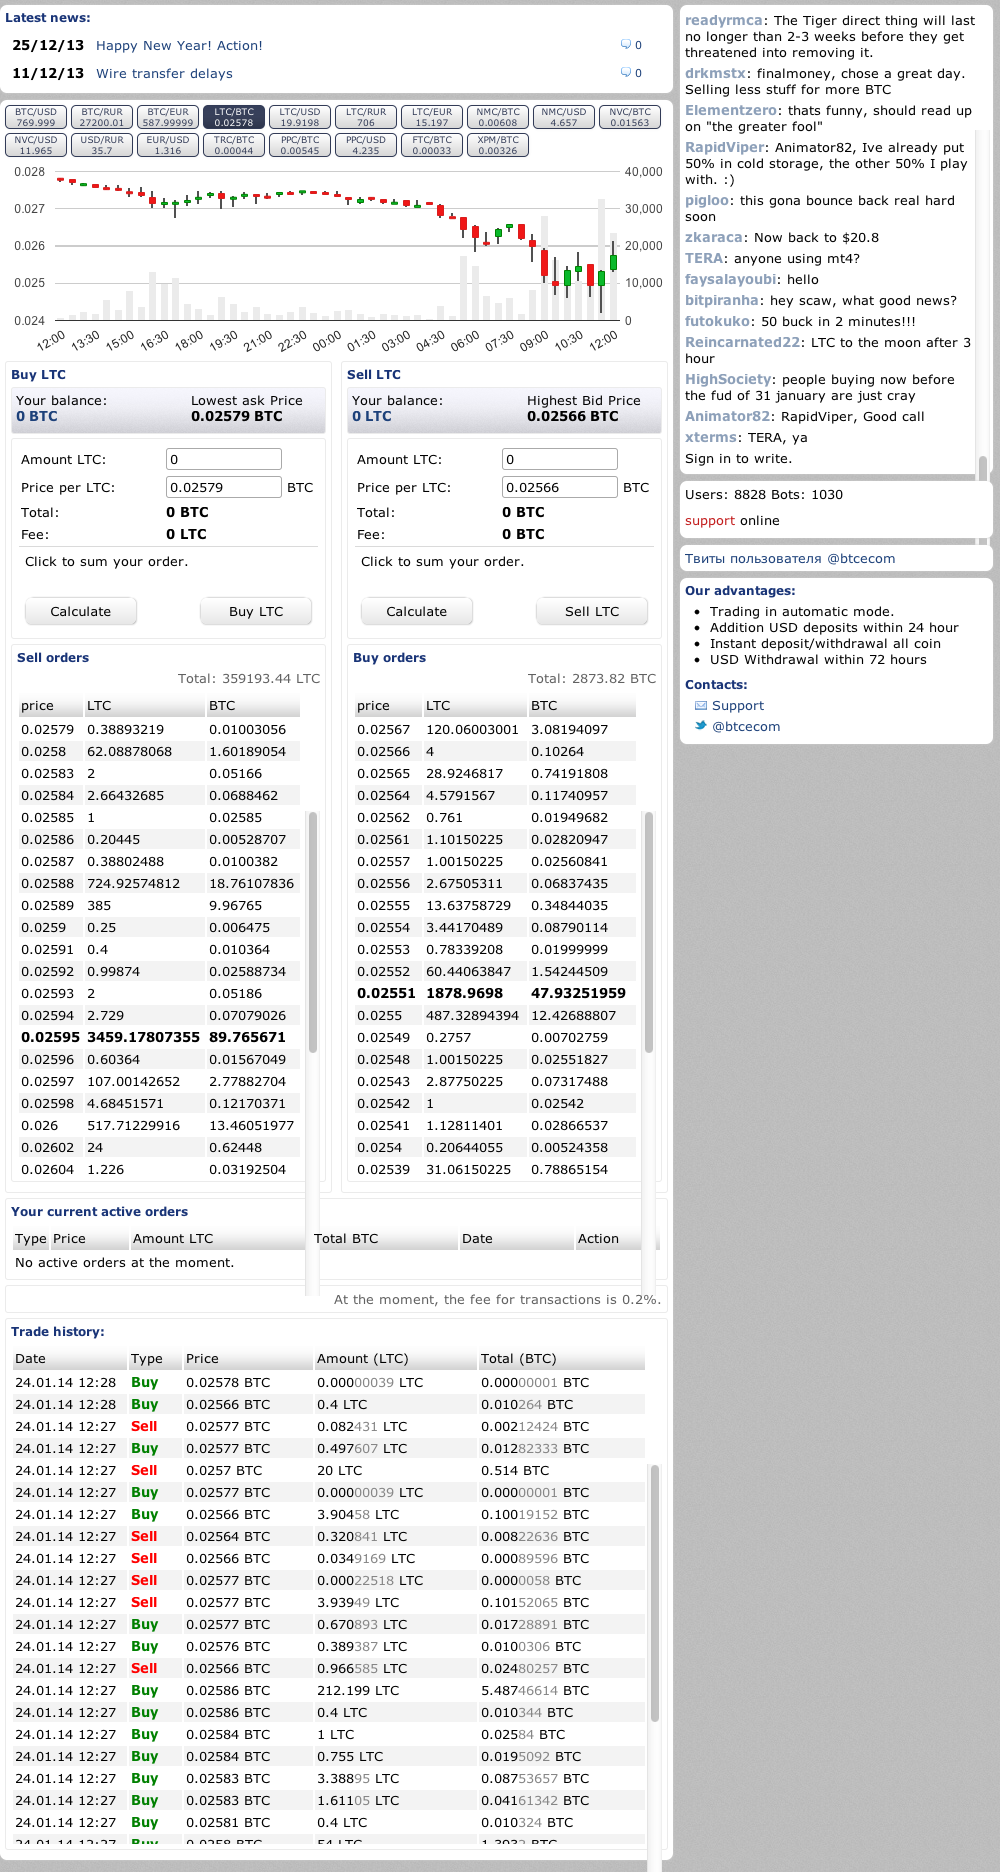 Latest news:
25/12/13 Happy New Year! Action! 0
11/12/13 Wire transfer delays 0
BTC/USD BTC/RUR BTC/EUR LTC/BTC LTC/USD LTC/RUR LTC/EUR NMC/BTC NMC/USD NVC/BTC
769.999 27200.01 587.99999 0.02578 19.9198 706 15.197 0.00608 4.657 0.01563
NVC/USD USD/RUR EUR/USD TRC/BTC PPC/BTC PPC/USD FTC/BTC XPM/BTC
11.965 35.7 1.316 0.00044 0.00545 4.235 0.00033 0.00326
0.028 40,000
0.027 30,000
0.026 20,000
0.025 10,000
0.024 0
12:00 13:30 15:00 16:30 18:00 19:30 21:00 22:30 00:00 01:30 03:00 04:30 06:00 07:30 09:00 10:30 12:00
Buy LTC
Your balance: Lowest ask Price
0 BTC 0.02579 BTC
Amount LTC: 0
Price per LTC: 0.02579 BTC
Total: 0 BTC
Fee: 0 LTC
Click to sum your order.
Calculate Buy LTC
Sell LTC
Your balance: Highest Bid Price
0 LTC 0.02566 BTC
Amount LTC: 0
Price per LTC: 0.02566 BTC
Total: 0 BTC
Fee: 0 BTC
Click to sum your order.
Calculate Sell LTC
Sell orders
Total: 359193.44 LTC
price LTC BTC
0.02579 0.38893219 0.01003056
0.0258 62.08878068 1.60189054
0.02583 2 0.05166
0.02584 2.66432685 0.0688462
0.02585 1 0.02585
0.02586 0.20445 0.00528707
0.02587 0.38802488 0.0100382
0.02588 724.92574812 18.76107836
0.02589 385 9.96765
0.0259 0.25 0.006475
0.02591 0.4 0.010364
0.02592 0.99874 0.02588734
0.02593 2 0.05186
0.02594 2.729 0.07079026
0.02595 3459.17807355 89.765671
0.02596 0.60364 0.01567049
0.02597 107.00142652 2.77882704
0.02598 4.68451571 0.12170371
0.026 517.71229916 13.46051977
0.02602 24 0.62448
0.02604 1.226 0.03192504
Buy orders
Total: 2873.82 BTC
price LTC BTC
0.02567 120.06003001 3.08194097
0.02566 4 0.10264
0.02565 28.9246817 0.74191808
0.02564 4.5791567 0.11740957
0.02562 0.761 0.01949682
0.02561 1.10150225 0.02820947
0.02557 1.00150225 0.02560841
0.02556 2.67505311 0.06837435
0.02555 13.63758729 0.34844035
0.02554 3.44170489 0.08790114
0.02553 0.78339208 0.01999999
0.02552 60.44063847 1.54244509
0.02551 1878.9698 47.93251959
0.0255 487.32894394 12.42688807
0.02549 0.2757 0.00702759
0.02548 1.00150225 0.02551827
0.02543 2.87750225 0.07317488
0.02542 1 0.02542
0.02541 1.12811401 0.02866537
0.0254 0.20644055 0.00524358
0.02539 31.06150225 0.78865154
Your current active orders
Type Price Amount LTC Total BTC Date Action
No active orders at the moment.
At the moment, the fee for transactions is 0.2%.
Trade history:
Date Type Price Amount (LTC) Total (BTC)
24.01.14 12:28 Buy 0.02578 BTC 0.00000039 LTC 0.00000001 BTC
24.01.14 12:28 Buy 0.02566 BTC 0.4 LTC 0.010264 BTC
24.01.14 12:27 Sell 0.02577 BTC 0.082431 LTC 0.00212424 BTC
24.01.14 12:27 Buy 0.02577 BTC 0.497607 LTC 0.01282333 BTC
24.01.14 12:27 Sell 0.0257 BTC 20 LTC 0.514 BTC
24.01.14 12:27 Buy 0.02577 BTC 0.00000039 LTC 0.00000001 BTC
24.01.14 12:27 Buy 0.02566 BTC 3.90458 LTC 0.10019152 BTC
24.01.14 12:27 Sell 0.02564 BTC 0.320841 LTC 0.00822636 BTC
24.01.14 12:27 Sell 0.02566 BTC 0.0349169 LTC 0.00089596 BTC
24.01.14 12:27 Sell 0.02577 BTC 0.00022518 LTC 0.0000058 BTC
24.01.14 12:27 Sell 0.02577 BTC 3.93949 LTC 0.10152065 BTC
24.01.14 12:27 Buy 0.02577 BTC 0.670893 LTC 0.01728891 BTC
24.01.14 12:27 Buy 0.02576 BTC 0.389387 LTC 0.0100306 BTC
24.01.14 12:27 Sell 0.02566 BTC 0.966585 LTC 0.02480257 BTC
24.01.14 12:27 Buy 0.02586 BTC 212.199 LTC 5.48746614 BTC
24.01.14 12:27 Buy 0.02586 BTC 0.4 LTC 0.010344 BTC
24.01.14 12:27 Buy 0.02584 BTC 1 LTC 0.02584 BTC
24.01.14 12:27 Buy 0.02584 BTC 0.755 LTC 0.0195092 BTC
24.01.14 12:27 Buy 0.02583 BTC 3.38895 LTC 0.08753657 BTC
24.01.14 12:27 Buy 0.02583 BTC 1.61105 LTC 0.04161342 BTC
24.01.14 12:27 Buy 0.02581 BTC 0.4 LTC 0.010324 BTC
24.01.14 12:27 Buy 0.0258 BTC 54 LTC 1.3932 BTC
readyrmca: The Tiger direct thing will last
no longer than 2-3 weeks before they get
threatened into removing it.
drkmstx: finalmoney, chose a great day.
Selling less stuff for more BTC
Elementzero: thats funny, should read up
on "the greater fool"
RapidViper: Animator82, Ive already put
50% in cold storage, the other 50% I play
with. :)
pigloo: this gona bounce back real hard
soon
zkaraca: Now back to $20.8
TERA: anyone using mt4?
faysalayoubi: hello
bitpiranha: hey scaw, what good news?
futokuko: 50 buck in 2 minutes!!!
Reincarnated22: LTC to the moon after 3
hour
HighSociety: people buying now before
the fud of 31 january are just cray
Animator82: RapidViper, Good call
xterms: TERA, ya
Sign in to write.
Users: 8828 Bots: 1030
support online
Твиты пользователя @btcecom
Our advantages:
• Trading in automatic mode.
• Addition USD deposits within 24 hour
• Instant deposit/withdrawal all coin
• USD Withdrawal within 72 hours
Contacts:
Support
@btcecom